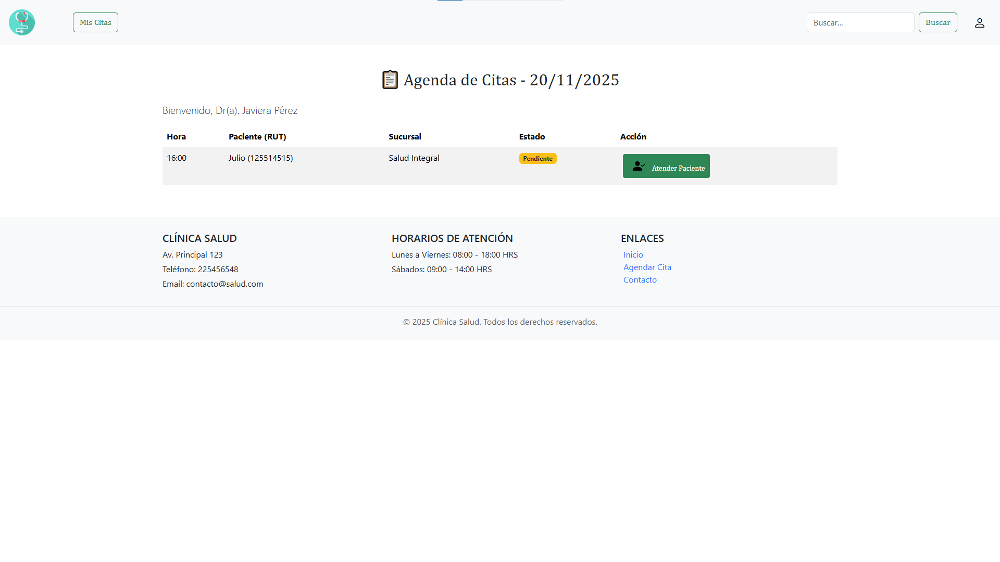 Mis Citas
Buscar...
Buscar
Agenda de Citas - 20/11/2025
Bienvenido, Dr(a). Javiera Pérez
Hora Paciente (RUT) Sucursal Estado Acción
16:00 Julio (125514515) Salud Integral Pendiente Atender Paciente
CLÍNICA SALUD
Av. Principal 123
Teléfono: 225456548
Email: contacto@salud.com
HORARIOS DE ATENCIÓN
Lunes a Viernes: 08:00 - 18:00 HRS
Sábados: 09:00 - 14:00 HRS
ENLACES
Inicio
Agendar Cita
Contacto
© 2025 Clínica Salud. Todos los derechos reservados.